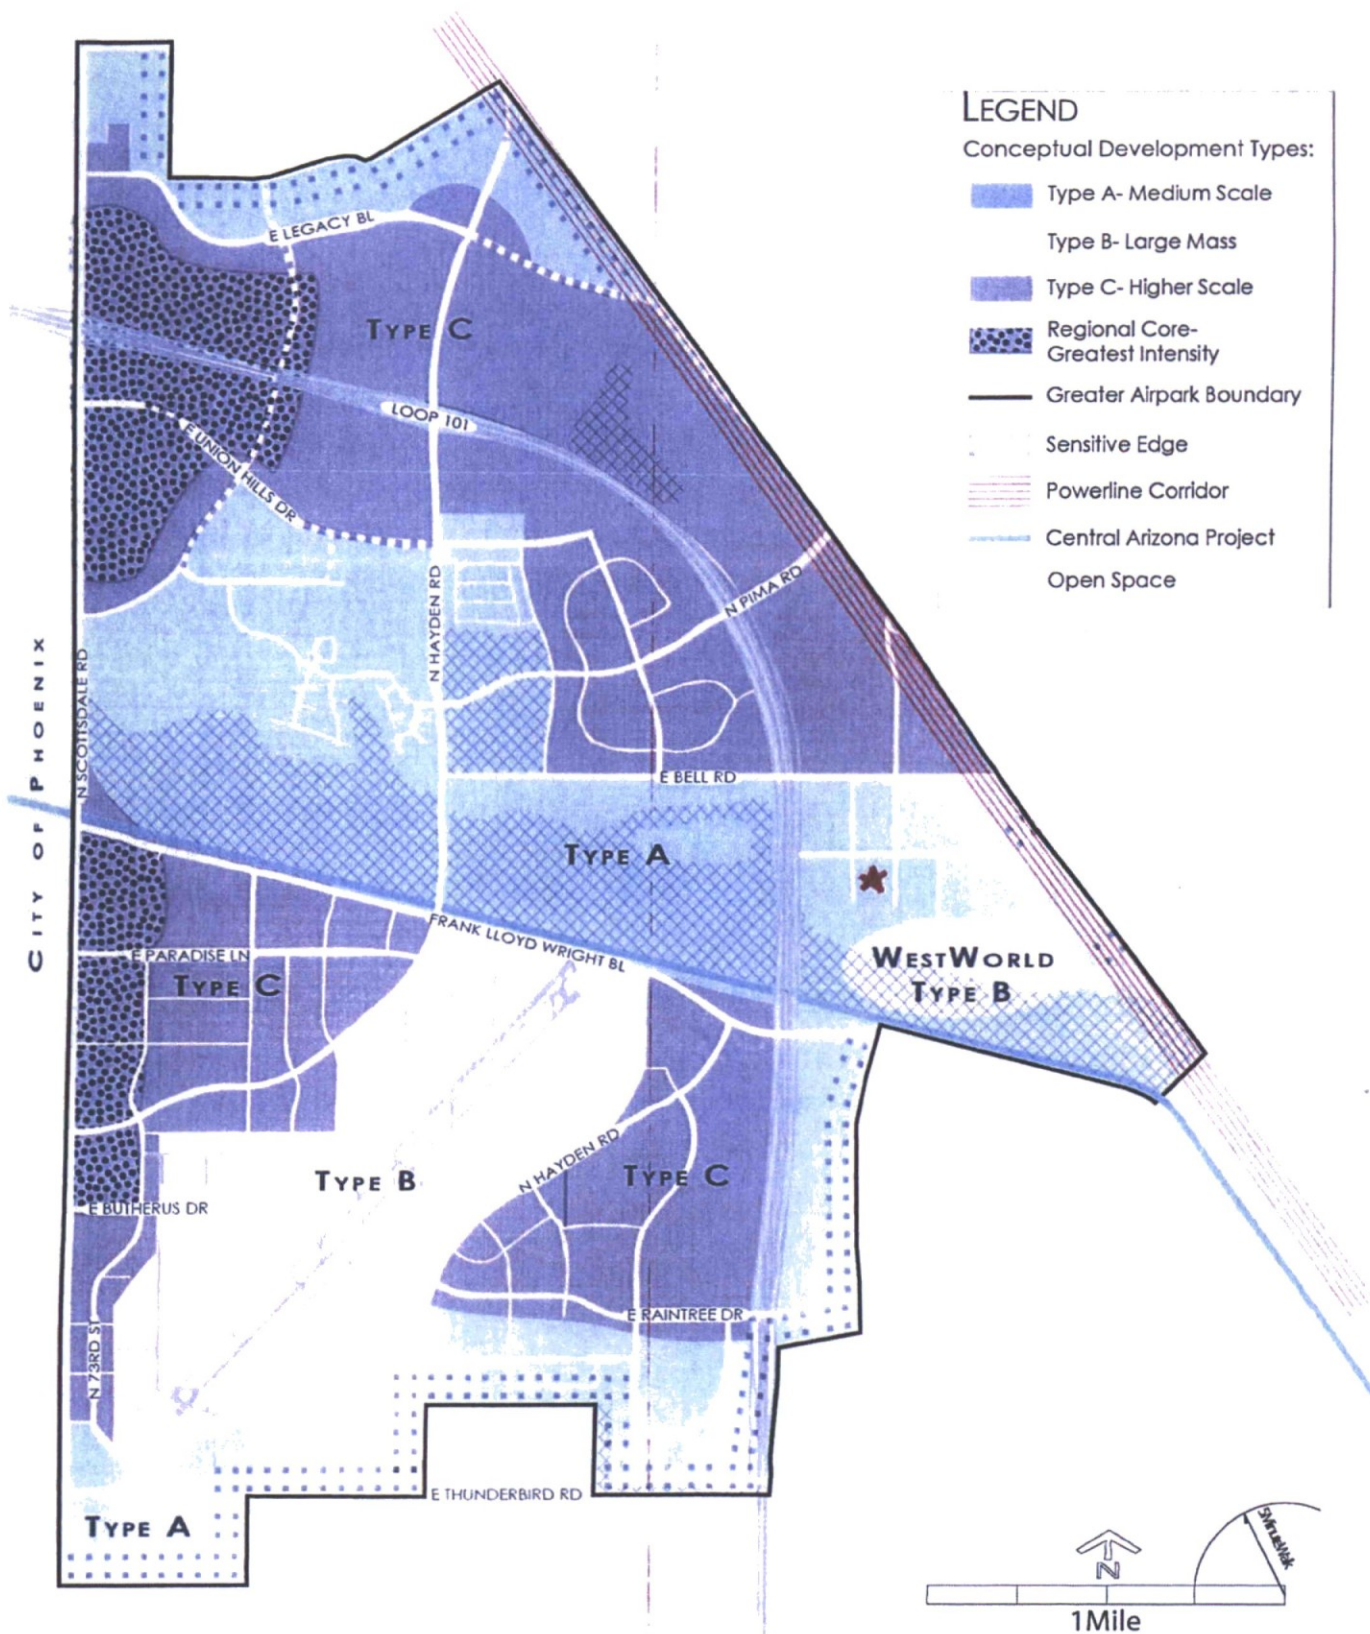 LEGEND
Conceptual Development Types:
Type A- Medium Scale
Type B- Large Mass
Type C- Higher Scale
Regional Core-
Greatest Intensity
Greater Airpark Boundary
Sensitive Edge
Powerline Corridor
Central Arizona Project
Open Space
E LEGACY BL
TYPE C
LOOP 101
E UNION HILLS DR
N HAYDEN RD
N PIMA RD
CITY OF PHOENIX
N SCOTTSDALE RD
E BELL RD
TYPE A
FRANK LLOYD WRIGHT BL
WESTWORLD
TYPE B
E PARADISE LN
TYPE C
TYPE B
N HAYDEN RD
TYPE C
E BUTHERUS DR
E RAINTREE DR
N 73RD ST
E THUNDERBIRD RD
TYPE A
N
5MinuteWalk
1Mile